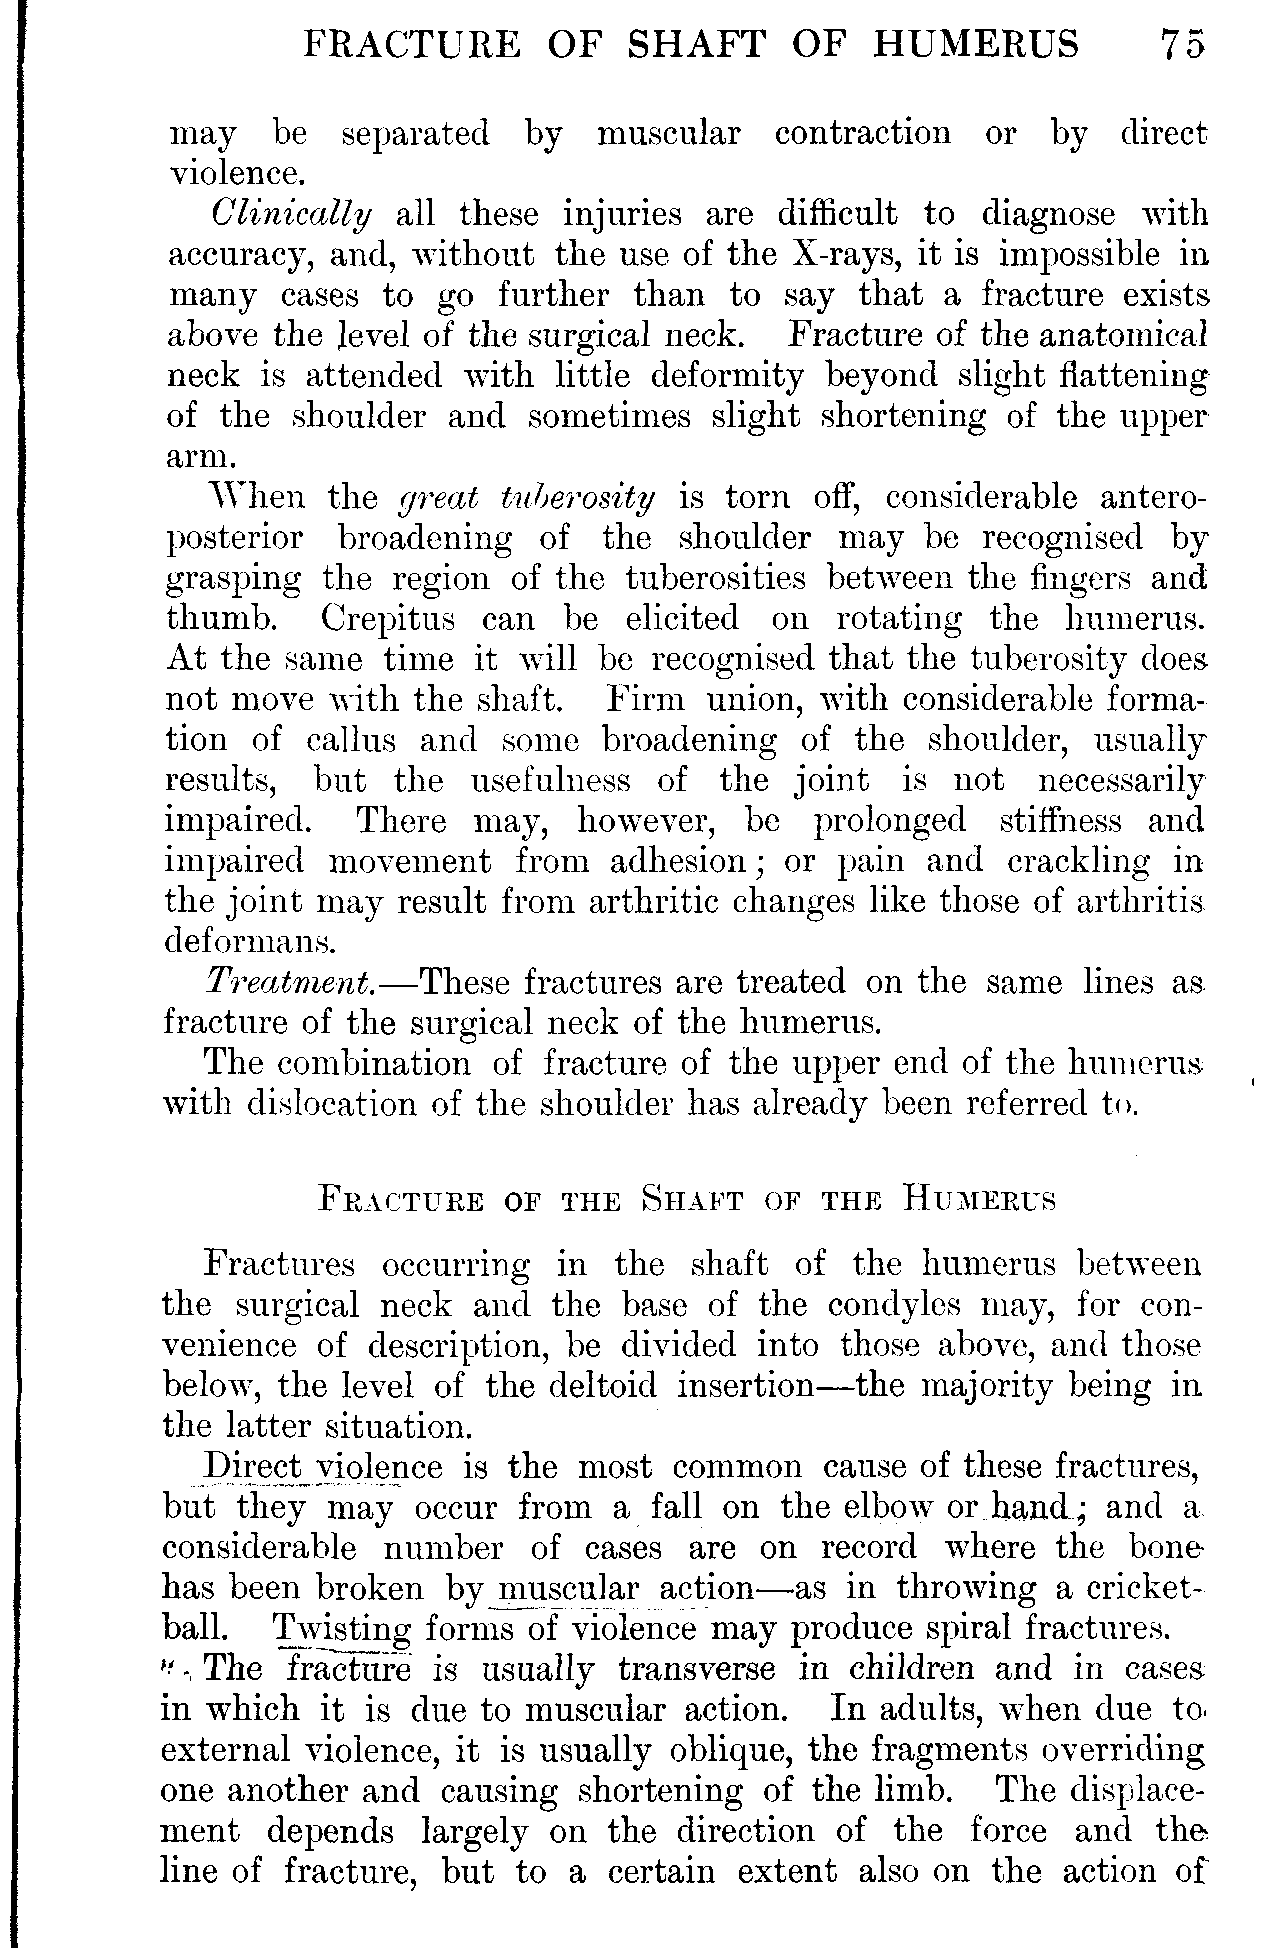 FRACTURE OF SHAFT OF HUMERUS 75
may be separated by muscular contraction or by direct
violence.
Clinically all these injuries are difficult to diagnose with
accuracy, and, without the use of the X-rays, it is impossible in
many cases to go further than to say that a fracture exists
above the level of the surgical neck. Fracture of the anatomical
neck is attended with little deformity beyond slight flattening
of the shoulder and sometimes slight shortening of the upper
arm.
When the great tuberosity is torn off, considerable antero-
posterior broadening of the shoulder may be recognised by
grasping the region of the tuberosities between the fingers and
thumb. Crepitus can be elicited on rotating the humerus.
At the same time it will be recognised that the tuberosity does
not move with the shaft. Firm union, with considerable forma-
tion of callus and some broadening of the shoulder, usually
results, but the usefulness of the joint is not necessarily
impaired. There may, however, be prolonged stiffness and
impaired movement from adhesion; or pain and crackling in
the joint may result from arthritic changes like those of arthritis
deformans.
Treatment.—These fractures are treated on the same lines as
fracture of the surgical neck of the humerus.
The combination of fracture of the upper end of the humerus
with dislocation of the shoulder has already been referred to.
FRACTURE OF THE SHAFT OF THE HUMERUS
Fractures occurring in the shaft of the humerus between
the surgical neck and the base of the condyles may, for con-
venience of description, be divided into those above, and those
below, the level of the deltoid insertion—the majority being in
the latter situation.
Direct violence is the most common cause of these fractures,
but they may occur from a fall on the elbow or hand; and a
considerable number of cases are on record where the bone
has been broken by muscular action—as in throwing a cricket-
ball. Twisting forms of violence may produce spiral fractures.
The fracture is usually transverse in children and in cases
in which it is due to muscular action. In adults, when due to
external violence, it is usually oblique, the fragments overriding
one another and causing shortening of the limb. The displace-
ment depends largely on the direction of the force and the
line of fracture, but to a certain extent also on the action of